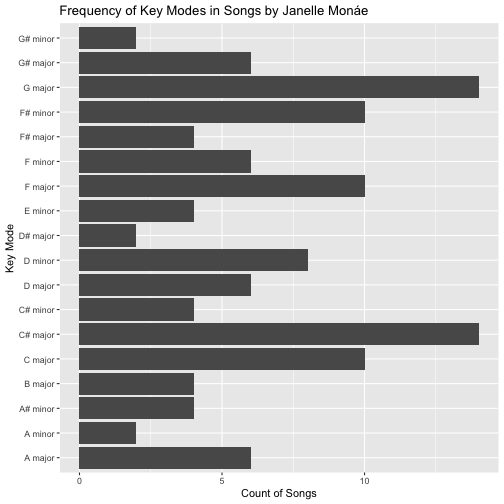 Frequency of Key Modes in Songs by Janelle Monáe
Key Mode
G# minor
G# major
G major
F# minor
F# major
F minor
F major
E minor
D# major
D minor
D major
C# minor
C# major
C major
B major
A# minor
A minor
A major
0 5 10
Count of Songs